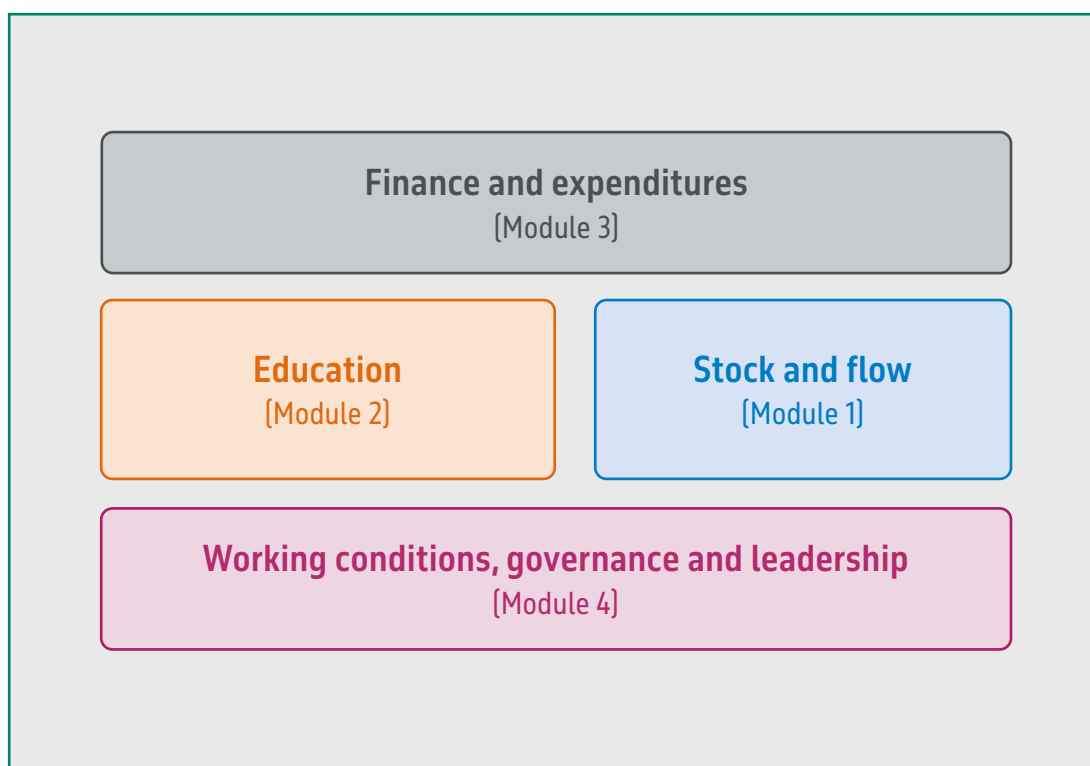 Finance and expenditures
(Module 3)
Education
(Module 2)
Stock and flow
(Module 1)
Working conditions, governance and leadership
(Module 4)